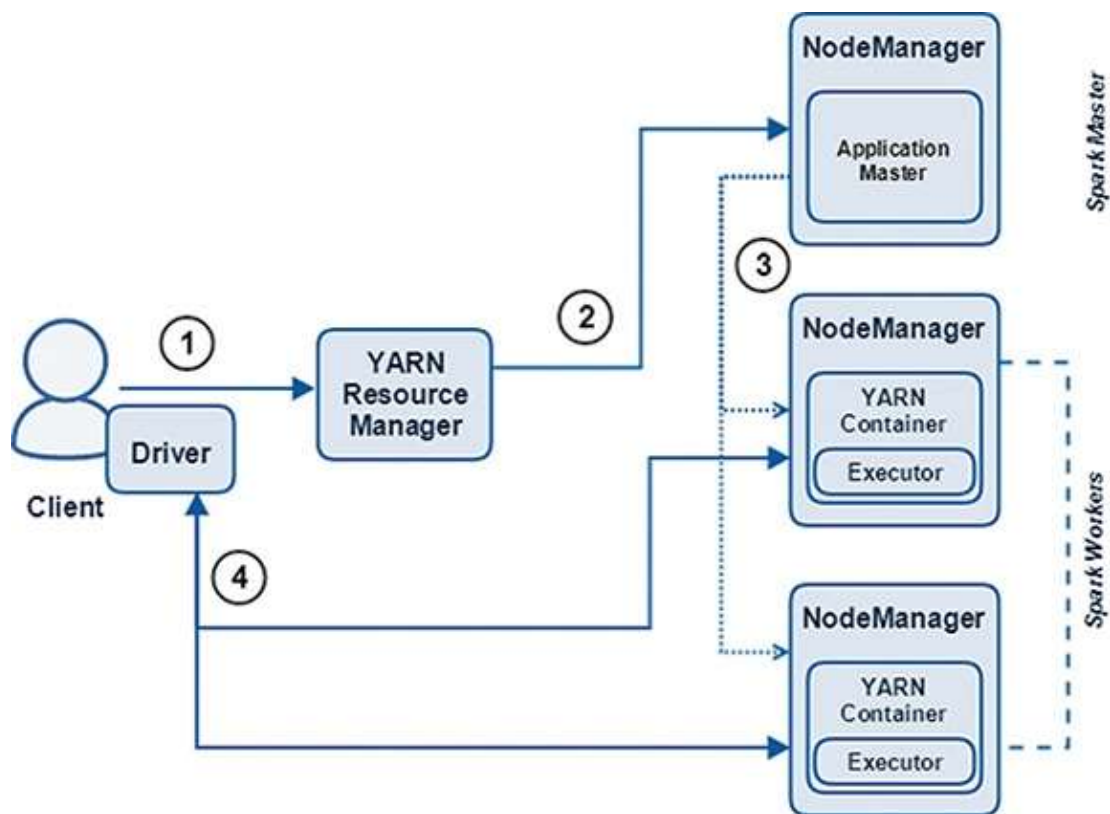 NodeManager
Application
Master
Spark Master
3
2
1
NodeManager
YARN
Resource
Manager
YARN
Container
Executor
Driver
Client
4
Spark Workers
NodeManager
YARN
Container
Executor